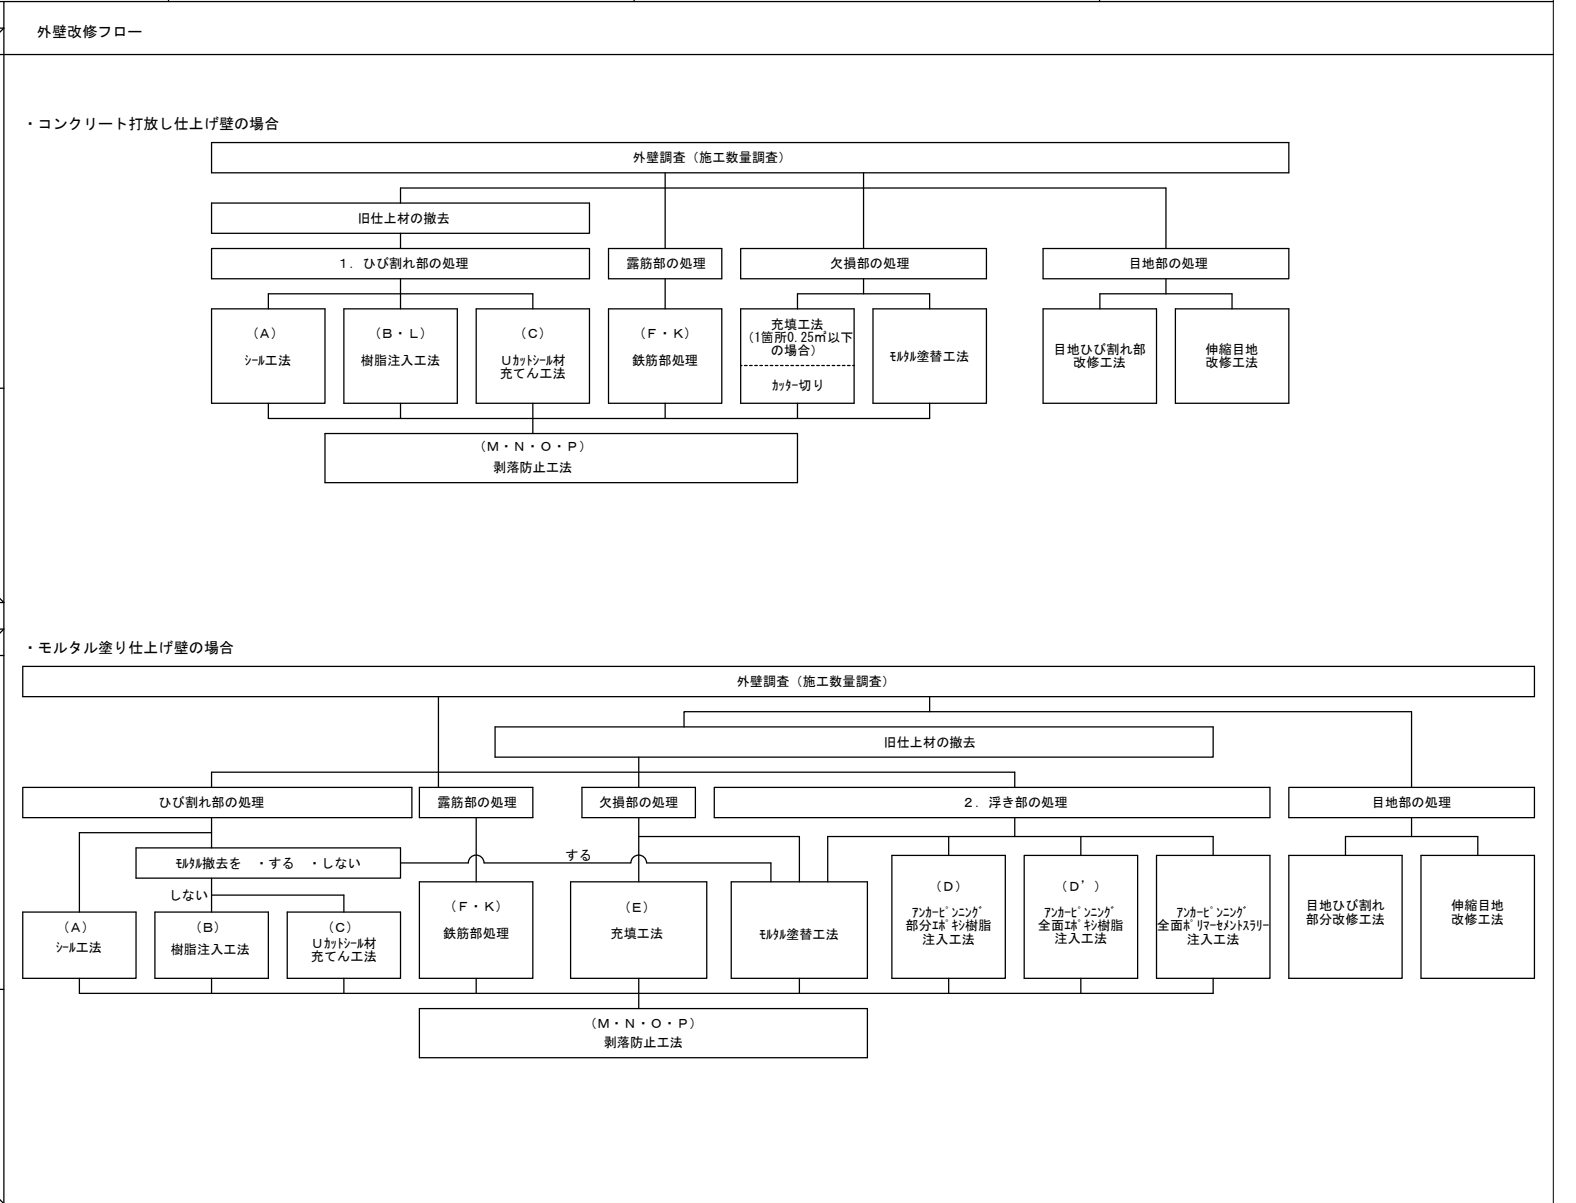 外壁改修フロー
・コンクリート打放し仕上げ壁の場合
外壁調査（施工数量調査）
旧仕上材の撤去
１．ひび割れ部の処理
露筋部の処理
欠損部の処理
目地部の処理
（Ａ）
ｼｰﾙ工法
（Ｂ・Ｌ）
樹脂注入工法
（Ｃ）
Ｕｶｯﾄｼｰﾙ材
充てん工法
（Ｆ・Ｋ）
鉄筋部処理
充填工法
（1箇所0.25㎡以下
の場合）
ｶｯﾀｰ切り
ﾓﾙﾀﾙ塗替工法
目地ひび割れ部
改修工法
伸縮目地
改修工法
（Ｍ・Ｎ・Ｏ・Ｐ）
剥落防止工法
・モルタル塗り仕上げ壁の場合
外壁調査（施工数量調査）
旧仕上材の撤去
ひび割れ部の処理
露筋部の処理
欠損部の処理
２．浮き部の処理
目地部の処理
ﾓﾙﾀﾙ撤去を　・する　・しない
する
しない
（Ａ）
ｼｰﾙ工法
（Ｂ）
樹脂注入工法
（Ｃ）
Ｕｶｯﾄｼｰﾙ材
充てん工法
（Ｆ・Ｋ）
鉄筋部処理
（Ｅ）
充填工法
ﾓﾙﾀﾙ塗替工法
（Ｄ）
ｱﾝｶｰﾋﾟﾝﾆﾝｸﾞ
部分ｴﾎﾟｷｼ樹脂
注入工法
（Ｄ’）
ｱﾝｶｰﾋﾟﾝﾆﾝｸﾞ
全面ｴﾎﾟｷｼ樹脂
注入工法
ｱﾝｶｰﾋﾟﾝﾆﾝｸﾞ
全面ﾎﾟﾘﾏｰｾﾒﾝﾄｽﾗﾘｰ
注入工法
目地ひび割れ
部分改修工法
伸縮目地
改修工法
（Ｍ・Ｎ・Ｏ・Ｐ）
剥落防止工法